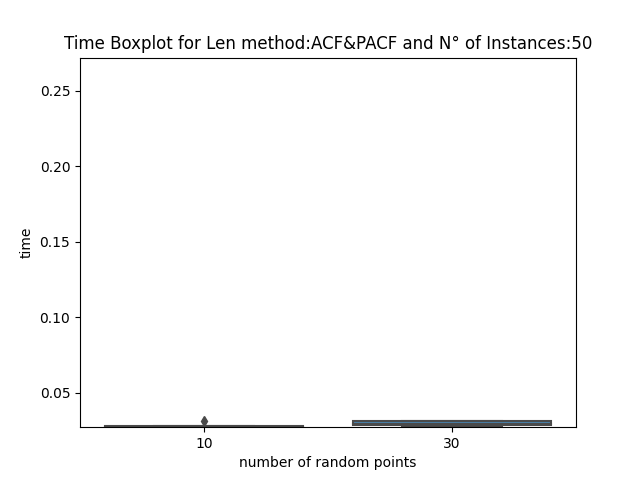 Time Boxplot for Len method:ACF&PACF and N° of Instances:50
0.25
0.20
0.15
0.10
0.05
time
10
30
number of random points